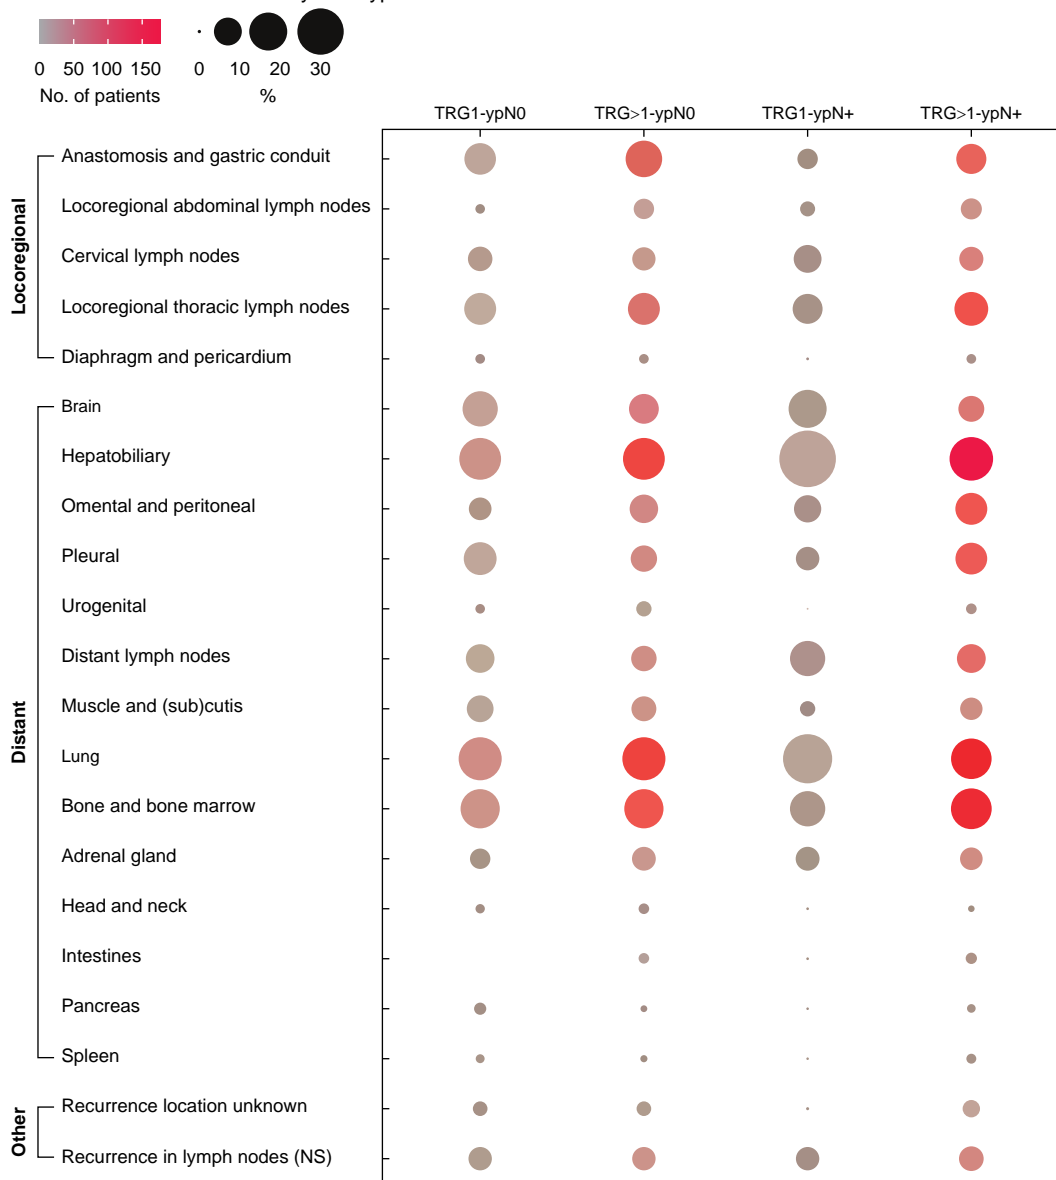 0 50 100 150
No. of patients
0 10 20 30
%
TRG1-ypN0 TRG>1-ypN0 TRG1-ypN+ TRG>1-ypN+
Locoregional
Anastomosis and gastric conduit
Locoregional abdominal lymph nodes
Cervical lymph nodes
Locoregional thoracic lymph nodes
Diaphragm and pericardium
Distant
Brain
Hepatobiliary
Omental and peritoneal
Pleural
Urogenital
Distant lymph nodes
Muscle and (sub)cutis
Lung
Bone and bone marrow
Adrenal gland
Head and neck
Intestines
Pancreas
Spleen
Other
Recurrence location unknown
Recurrence in lymph nodes (NS)